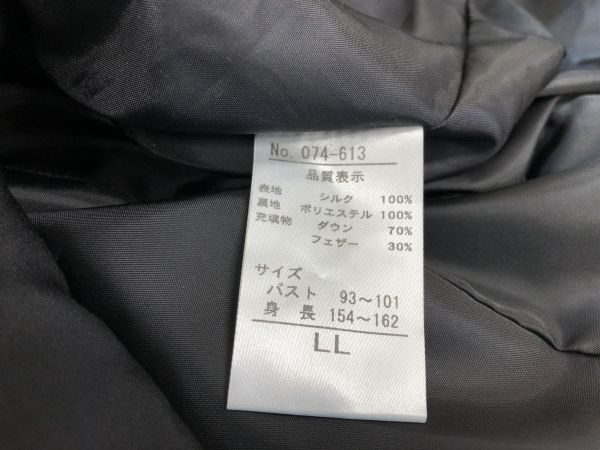 No. 074-613
品質表示
表地 シルク 100%
裏地 ポリエステル 100%
充填物 ダウン 70%
フェザー 30%
サイズ
バスト 93～101
身長 154～162
LL